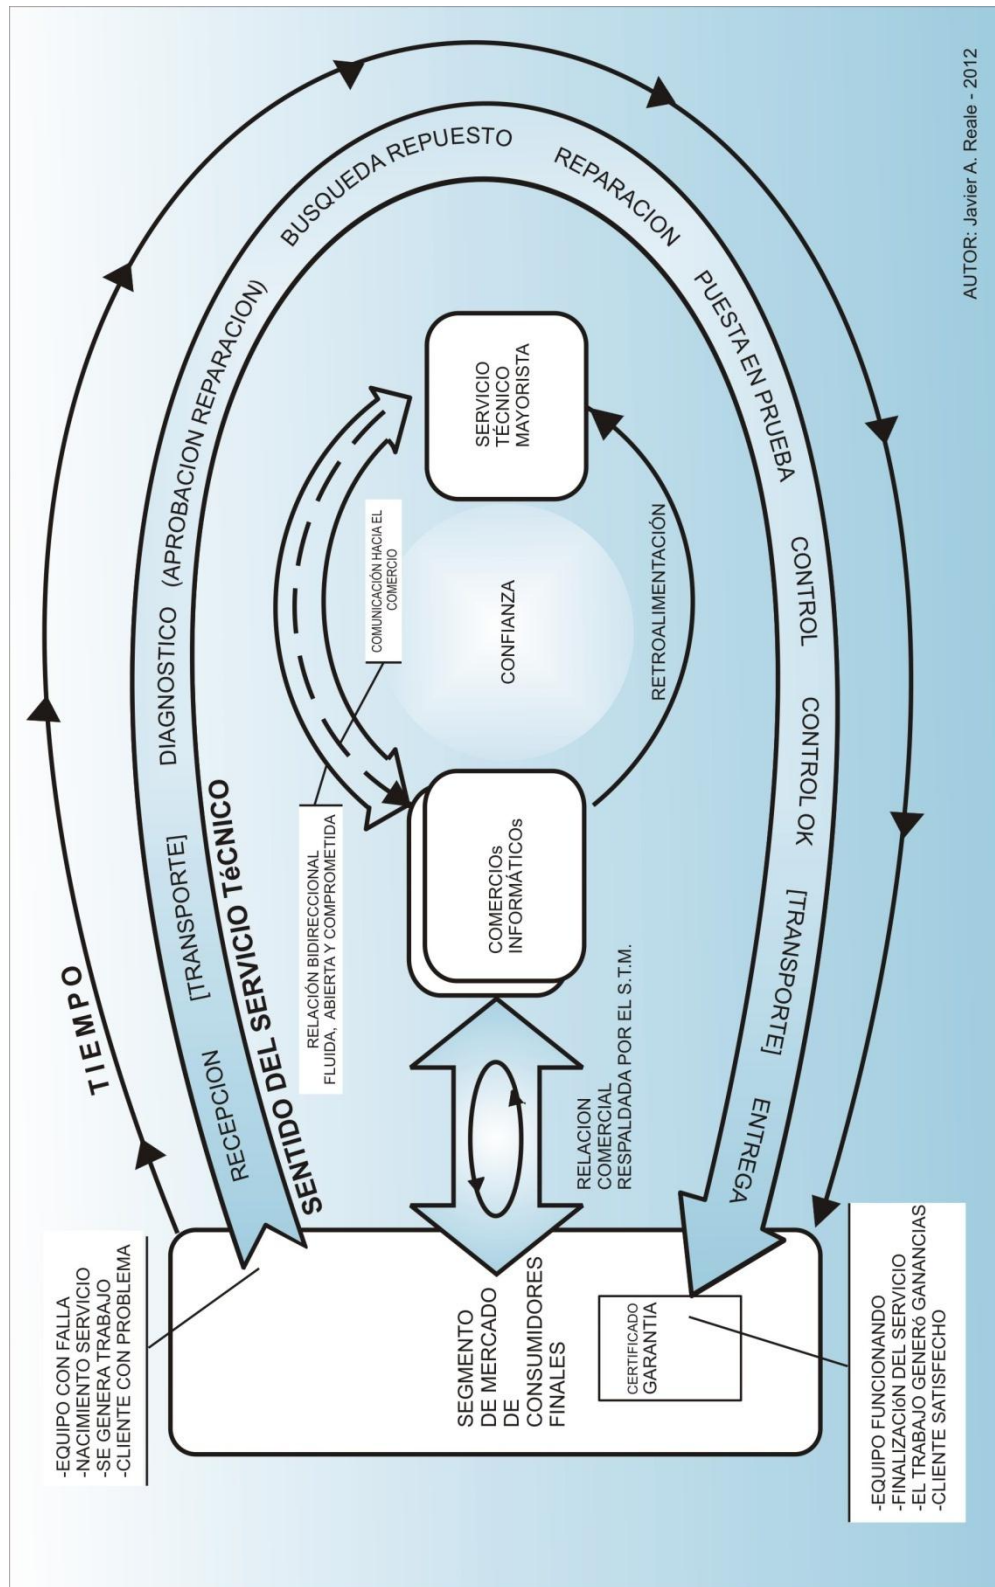 -EQUIPO CON FALLA
-NACIMIENTO SERVICIO
-SE GENERA TRABAJO
-CLIENTE CON PROBLEMA
TIEMPO
RECEPCION [TRANSPORTE] DIAGNOSTICO (APROBACION REPARACION) BUSQUEDA REPUESTO REPARACION PUESTA EN PRUEBA CONTROL CONTROL OK [TRANSPORTE] ENTREGA
SENTIDO DEL SERVICIO TéCNICO
RELACIÓN BIDIRECCIONAL
FLUIDA, ABIERTA Y COMPROMETIDA
COMUNICACIÓN HACIA EL
COMERCIO
SEGMENTO
DE MERCADO
DE
CONSUMIDORES
FINALES
COMERCIOs
INFORMÁTICOs
CONFIANZA
SERVICIO
TÉCNICO
MAYORISTA
RETROALIMENTACIÓN
RELACION
COMERCIAL
RESPALDADA POR EL S.T.M.
CERTIFICADO
GARANTIA
-EQUIPO FUNCIONANDO
-FINALIZACIóN DEL SERVICIO
-EL TRABAJO GENERó GANANCIAS
-CLIENTE SATISFECHO
AUTOR: Javier A. Reale - 2012